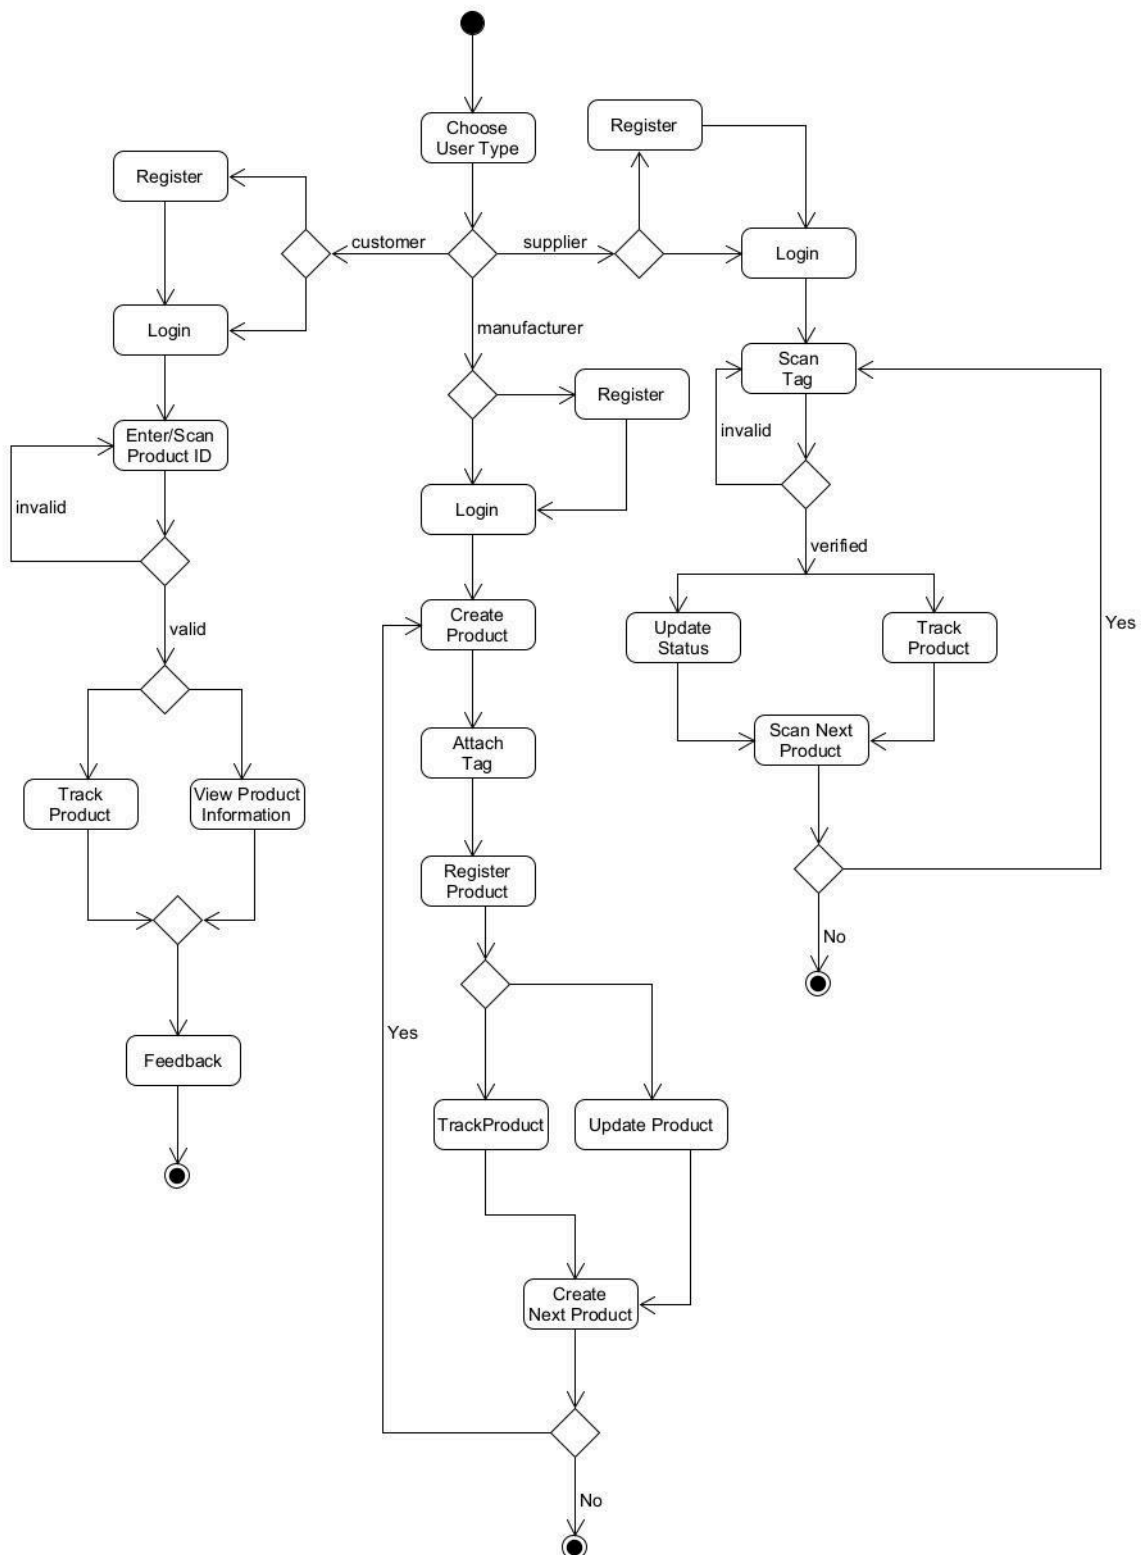 Choose
User Type
Register
Register
customer
supplier
Login
manufacturer
Login
Scan
Tag
Register
Enter/Scan
Product ID
invalid
invalid
Login
verified
valid
Create
Product
Update
Status
Track
Product
Yes
Attach
Tag
Scan Next
Product
Track
Product
View Product
Information
Register
Product
No
Yes
Feedback
TrackProduct
Update Product
Create
Next Product
No